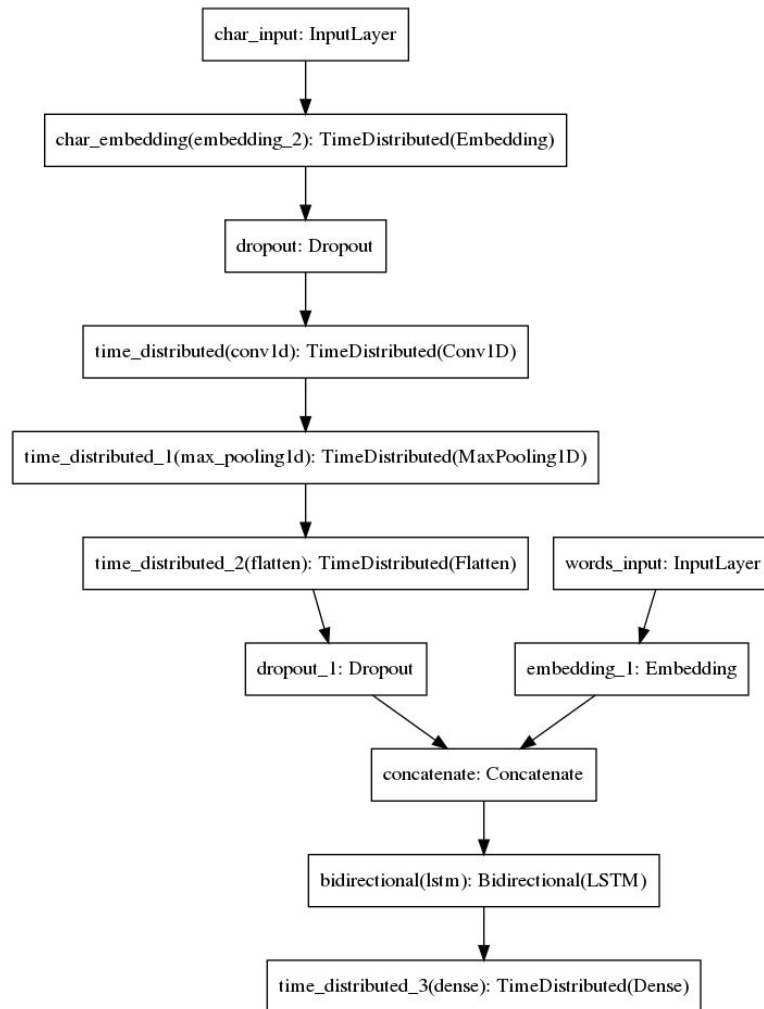 char_input: InputLayer
char_embedding(embedding_2): TimeDistributed(Embedding)
dropout: Dropout
time_distributed(conv1d): TimeDistributed(Conv1D)
time_distributed_1(max_pooling1d): TimeDistributed(MaxPooling1D)
time_distributed_2(flatten): TimeDistributed(Flatten)
words_input: InputLayer
dropout_1: Dropout
embedding_1: Embedding
concatenate: Concatenate
bidirectional(lstm): Bidirectional(LSTM)
time_distributed_3(dense): TimeDistributed(Dense)